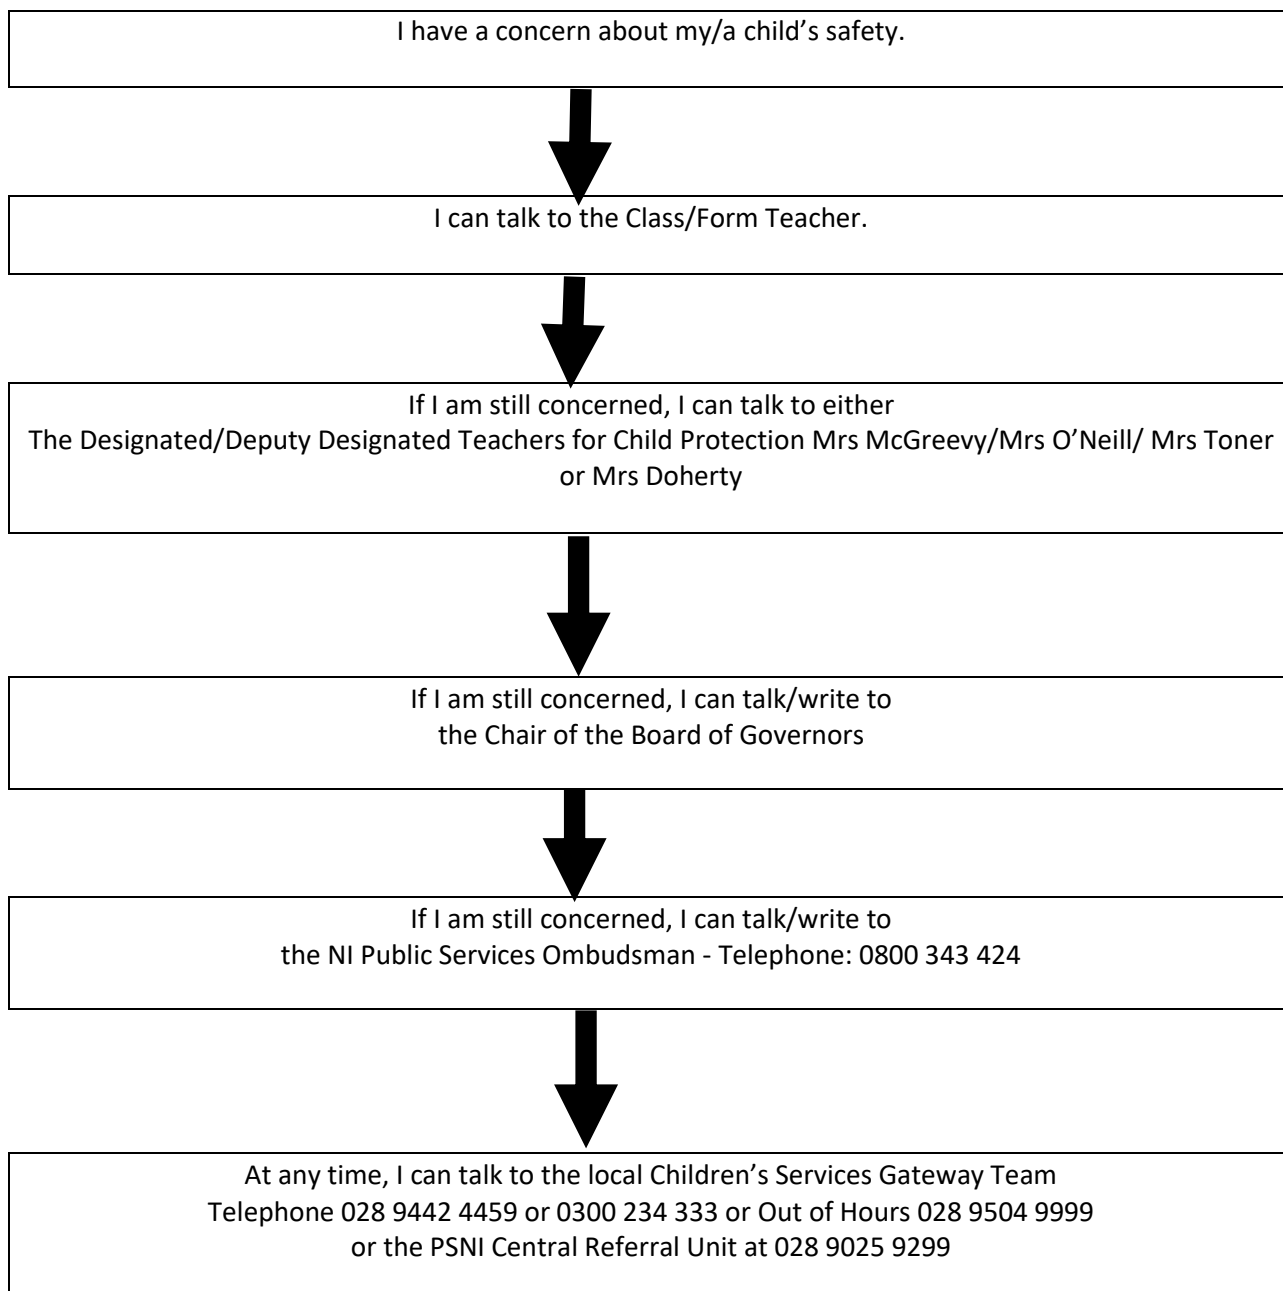 I have a concern about my/a child’s safety.
I can talk to the Class/Form Teacher.
If I am still concerned, I can talk to either
The Designated/Deputy Designated Teachers for Child Protection Mrs McGreevy/Mrs O’Neill/ Mrs Toner
or Mrs Doherty
If I am still concerned, I can talk/write to
the Chair of the Board of Governors
If I am still concerned, I can talk/write to
the NI Public Services Ombudsman - Telephone: 0800 343 424
At any time, I can talk to the local Children’s Services Gateway Team
Telephone 028 9442 4459 or 0300 234 333 or Out of Hours 028 9504 9999
or the PSNI Central Referral Unit at 028 9025 9299